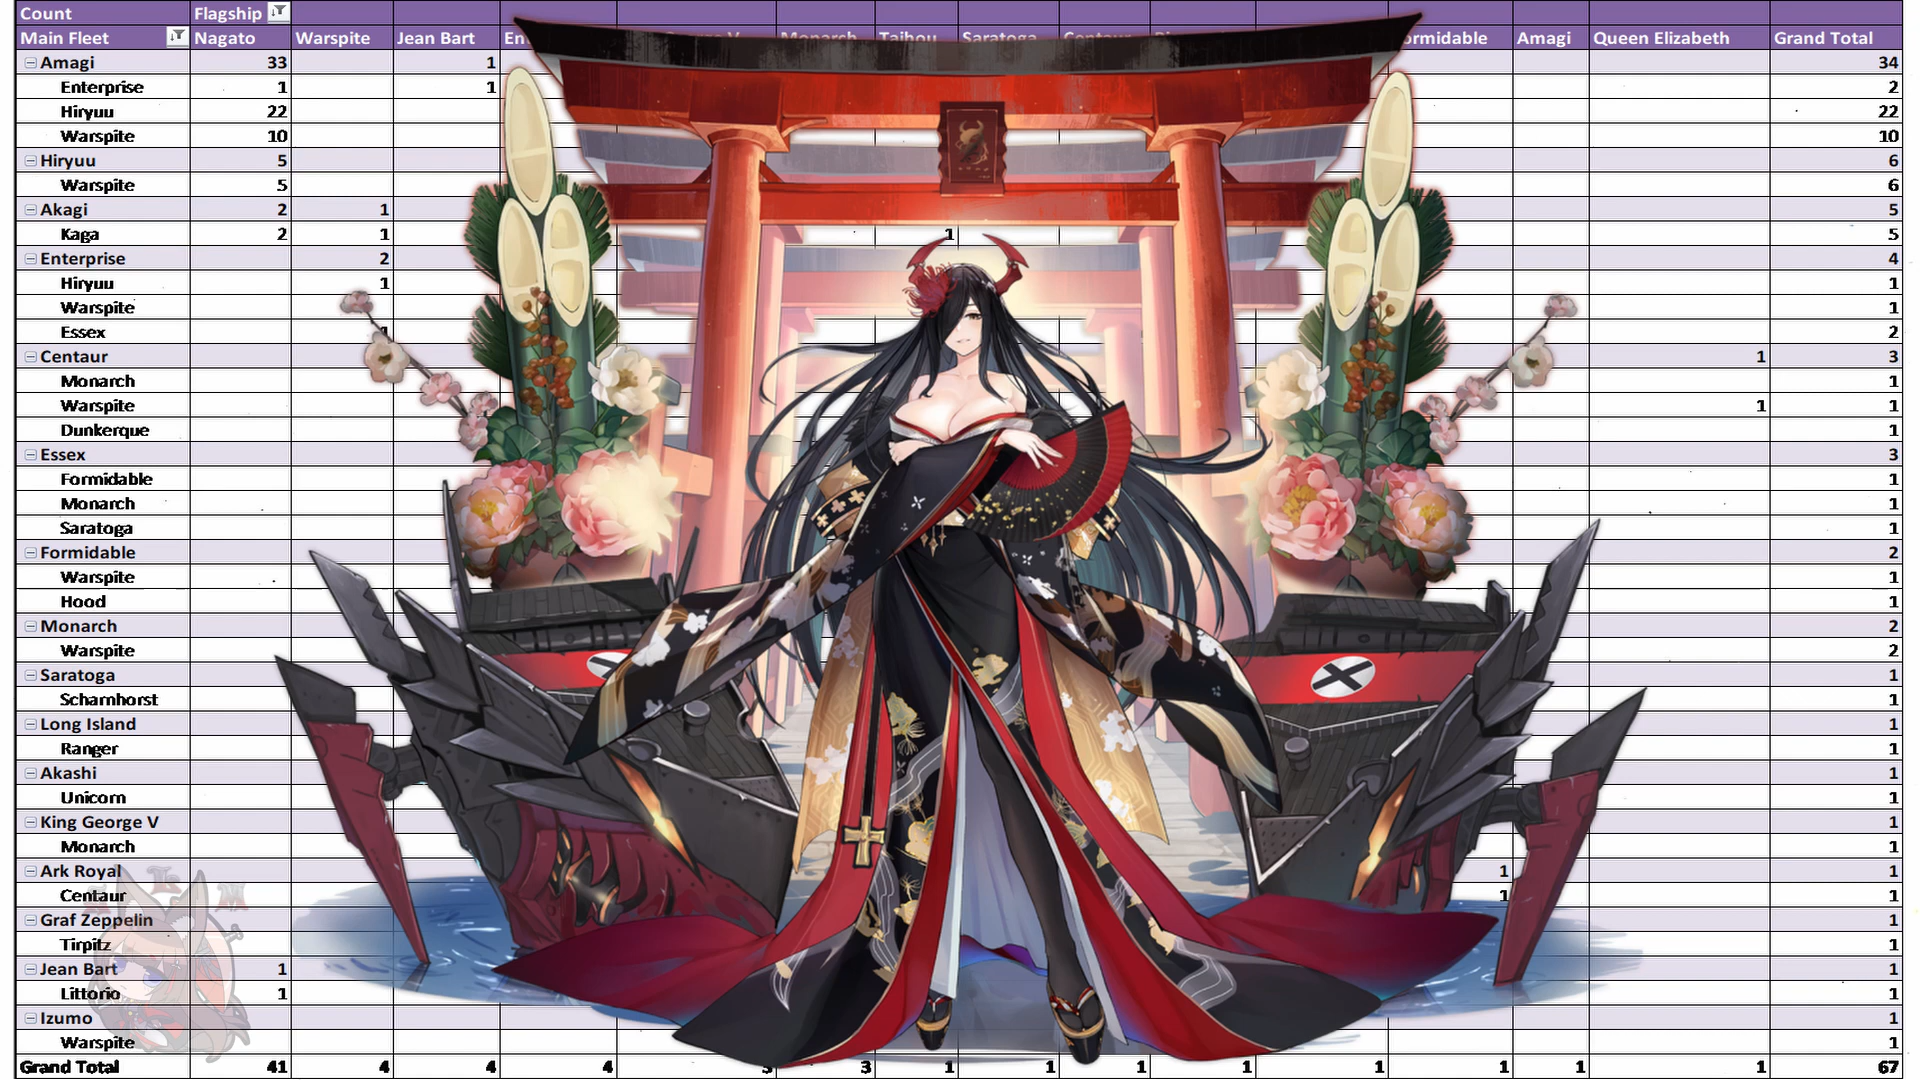 Count Flagship
Main Fleet Nagato Warspite Jean Bart Monarch Taihou Saratoga Centaur Amagi Queen Elizabeth Grand Total
Amagi 33 1 34
Enterprise 1 1 2
Hiryuu 22 22
Warspite 10 10
Hiryuu 5 6
Warspite 5 6
Akagi 2 1 5
Kaga 2 1 1 5
Enterprise 2 4
Hiryuu 1 1
Warspite 1
Essex 1 2
Centaur 1 3
Monarch 1
Warspite 1 1
Dunkerque 1
Essex 3
Formidable 1
Monarch 1
Saratoga 1
Formidable 2
Warspite 1
Hood 1
Monarch 2
Warspite 2
Saratoga 1
Scharnhorst 1
Long Island 1
Ranger 1
Akashi 1
Unicorn 1
King George V 1
Monarch 1
Ark Royal 1 1
Centaur 1 1
Graf Zeppelin 1
Tirpitz 1
Jean Bart 1 1
Littorio 1 1
Izumo 1
Warspite 1
Grand Total 41 4 4 4 3 1 1 1 1 1 1 1 67